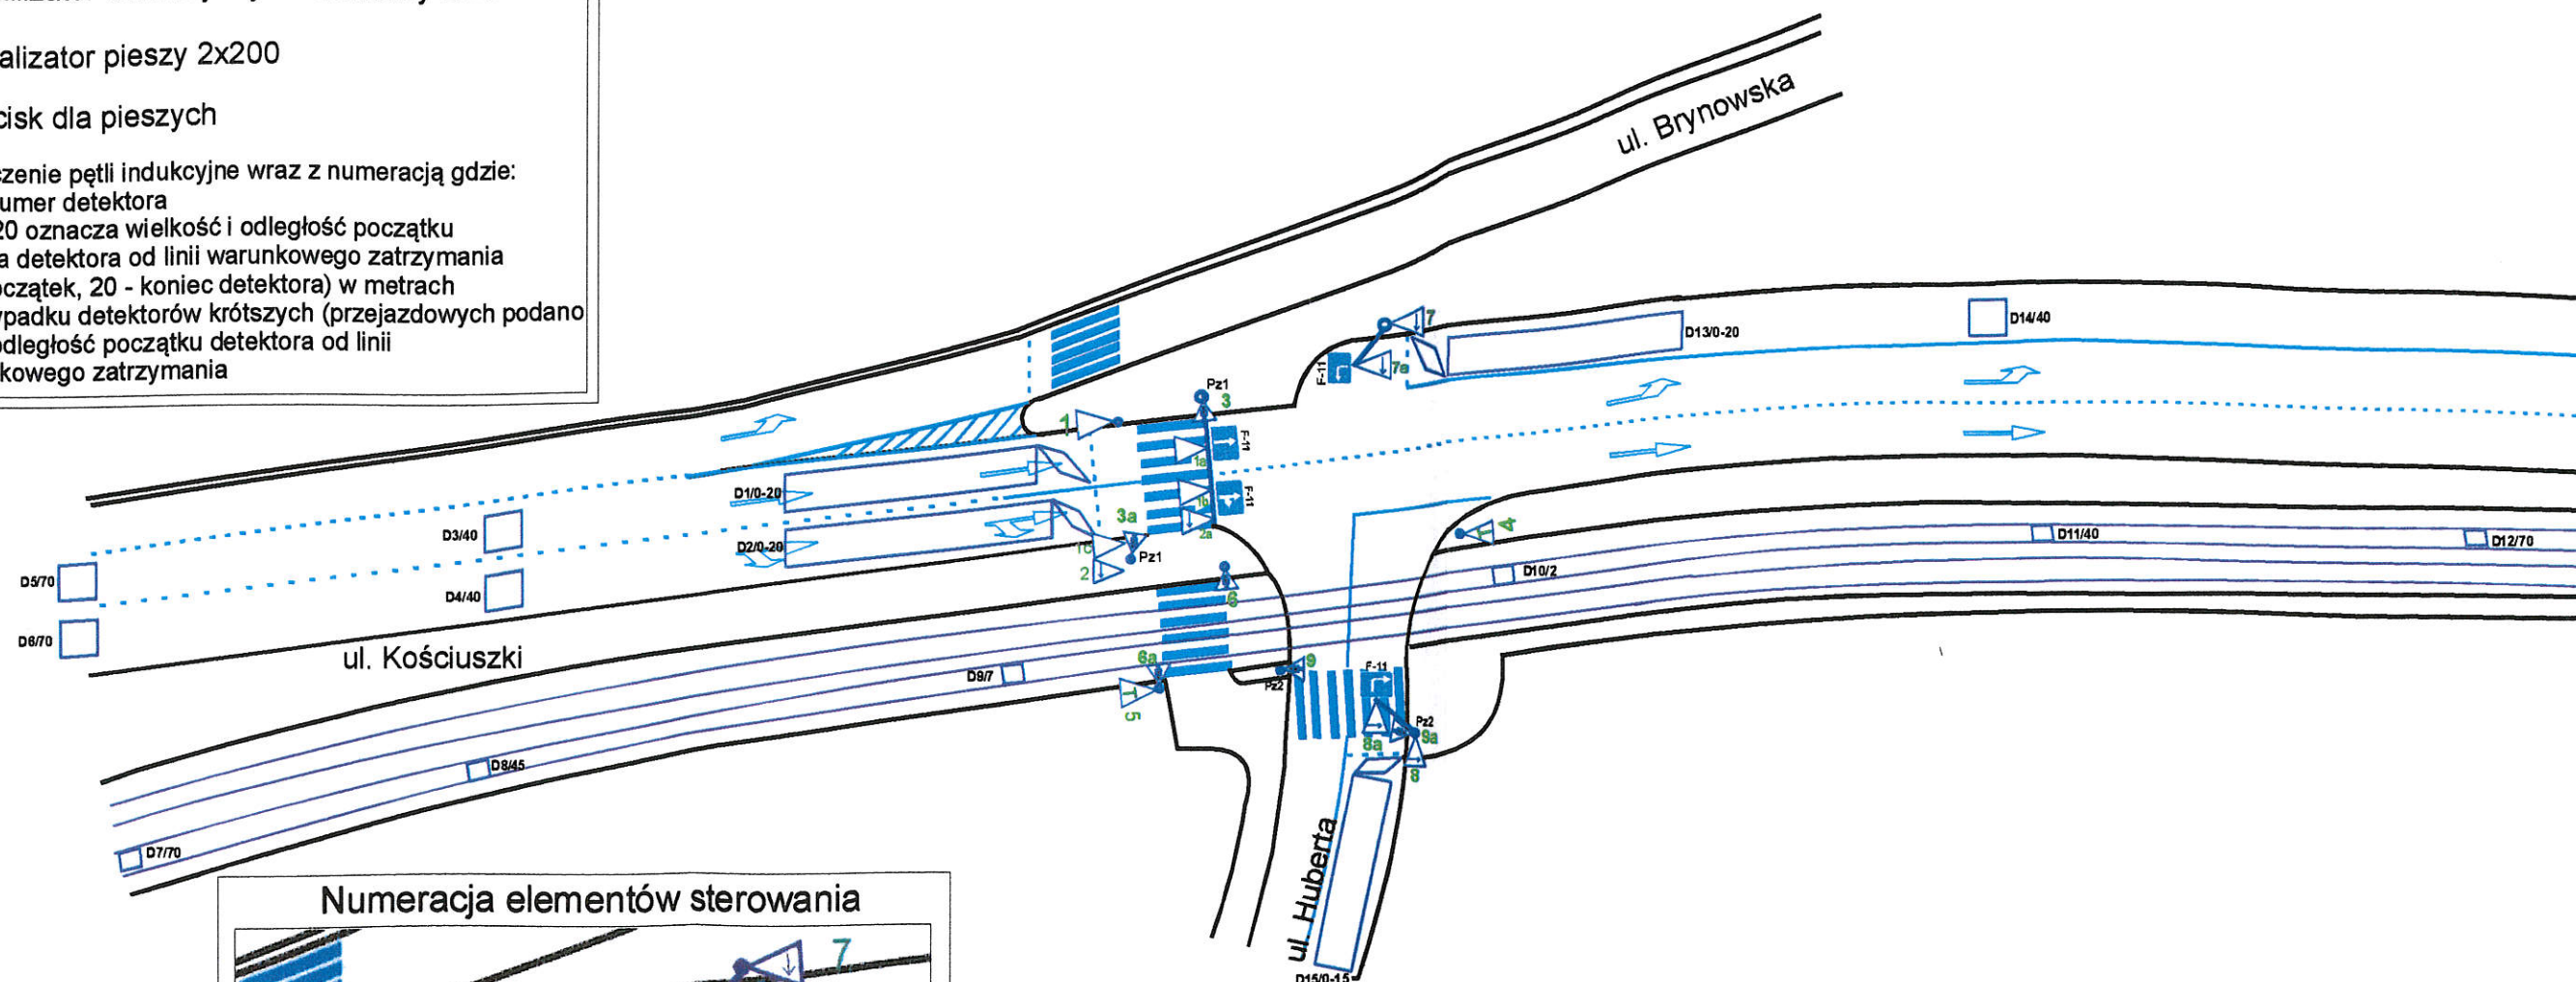 alizator pieszy 2x200
cisk dla pieszych
zenie pętli indukcyjne wraz z numeracją gdzie:
umer detektora
20 oznacza wielkość i odległość początku
a detektora od linii warunkowego zatrzymania
oczątek, 20 - koniec detektora) w metrach
ypadku detektorów krótszych (przejazdowych podano
odległość początku detektora od linii
kowego zatrzymania
ul. Brynowska
7
D13/0-20
D14/40
7a
F-11
Pz1
3
1
F-11
1a
D1/0-20
1b
F-11
3a
2a
D3/40
D2/0-20
1c
Pz1
4
D11/40
D12/70
D5/70
2
D10/2
D4/40
6
D6/70
ul. Kościuszki
6a
9
F-11
D9/7
Pz2
T
5
Pz2
8a
9a
8
D8/45
D7/70
ul. Huberta
D15/0-15
Numeracja elementów sterowania
7